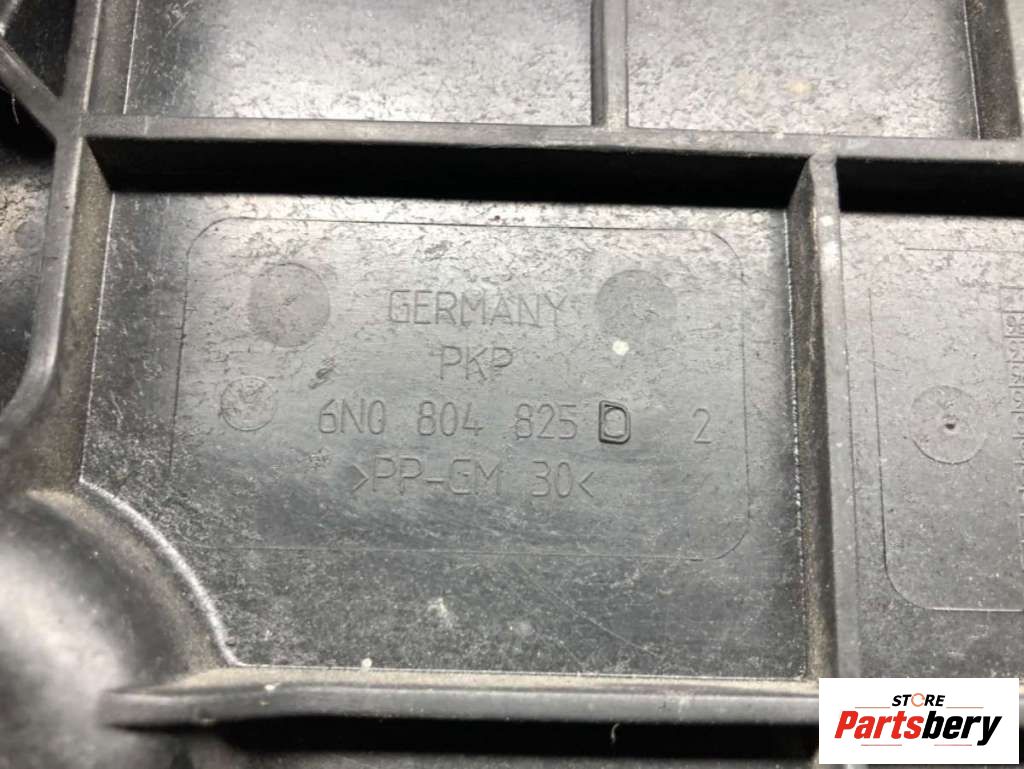 GERMANY
PKP
6N0 804 825 D 2
>PP-GM 30<
STORE
Partsbery